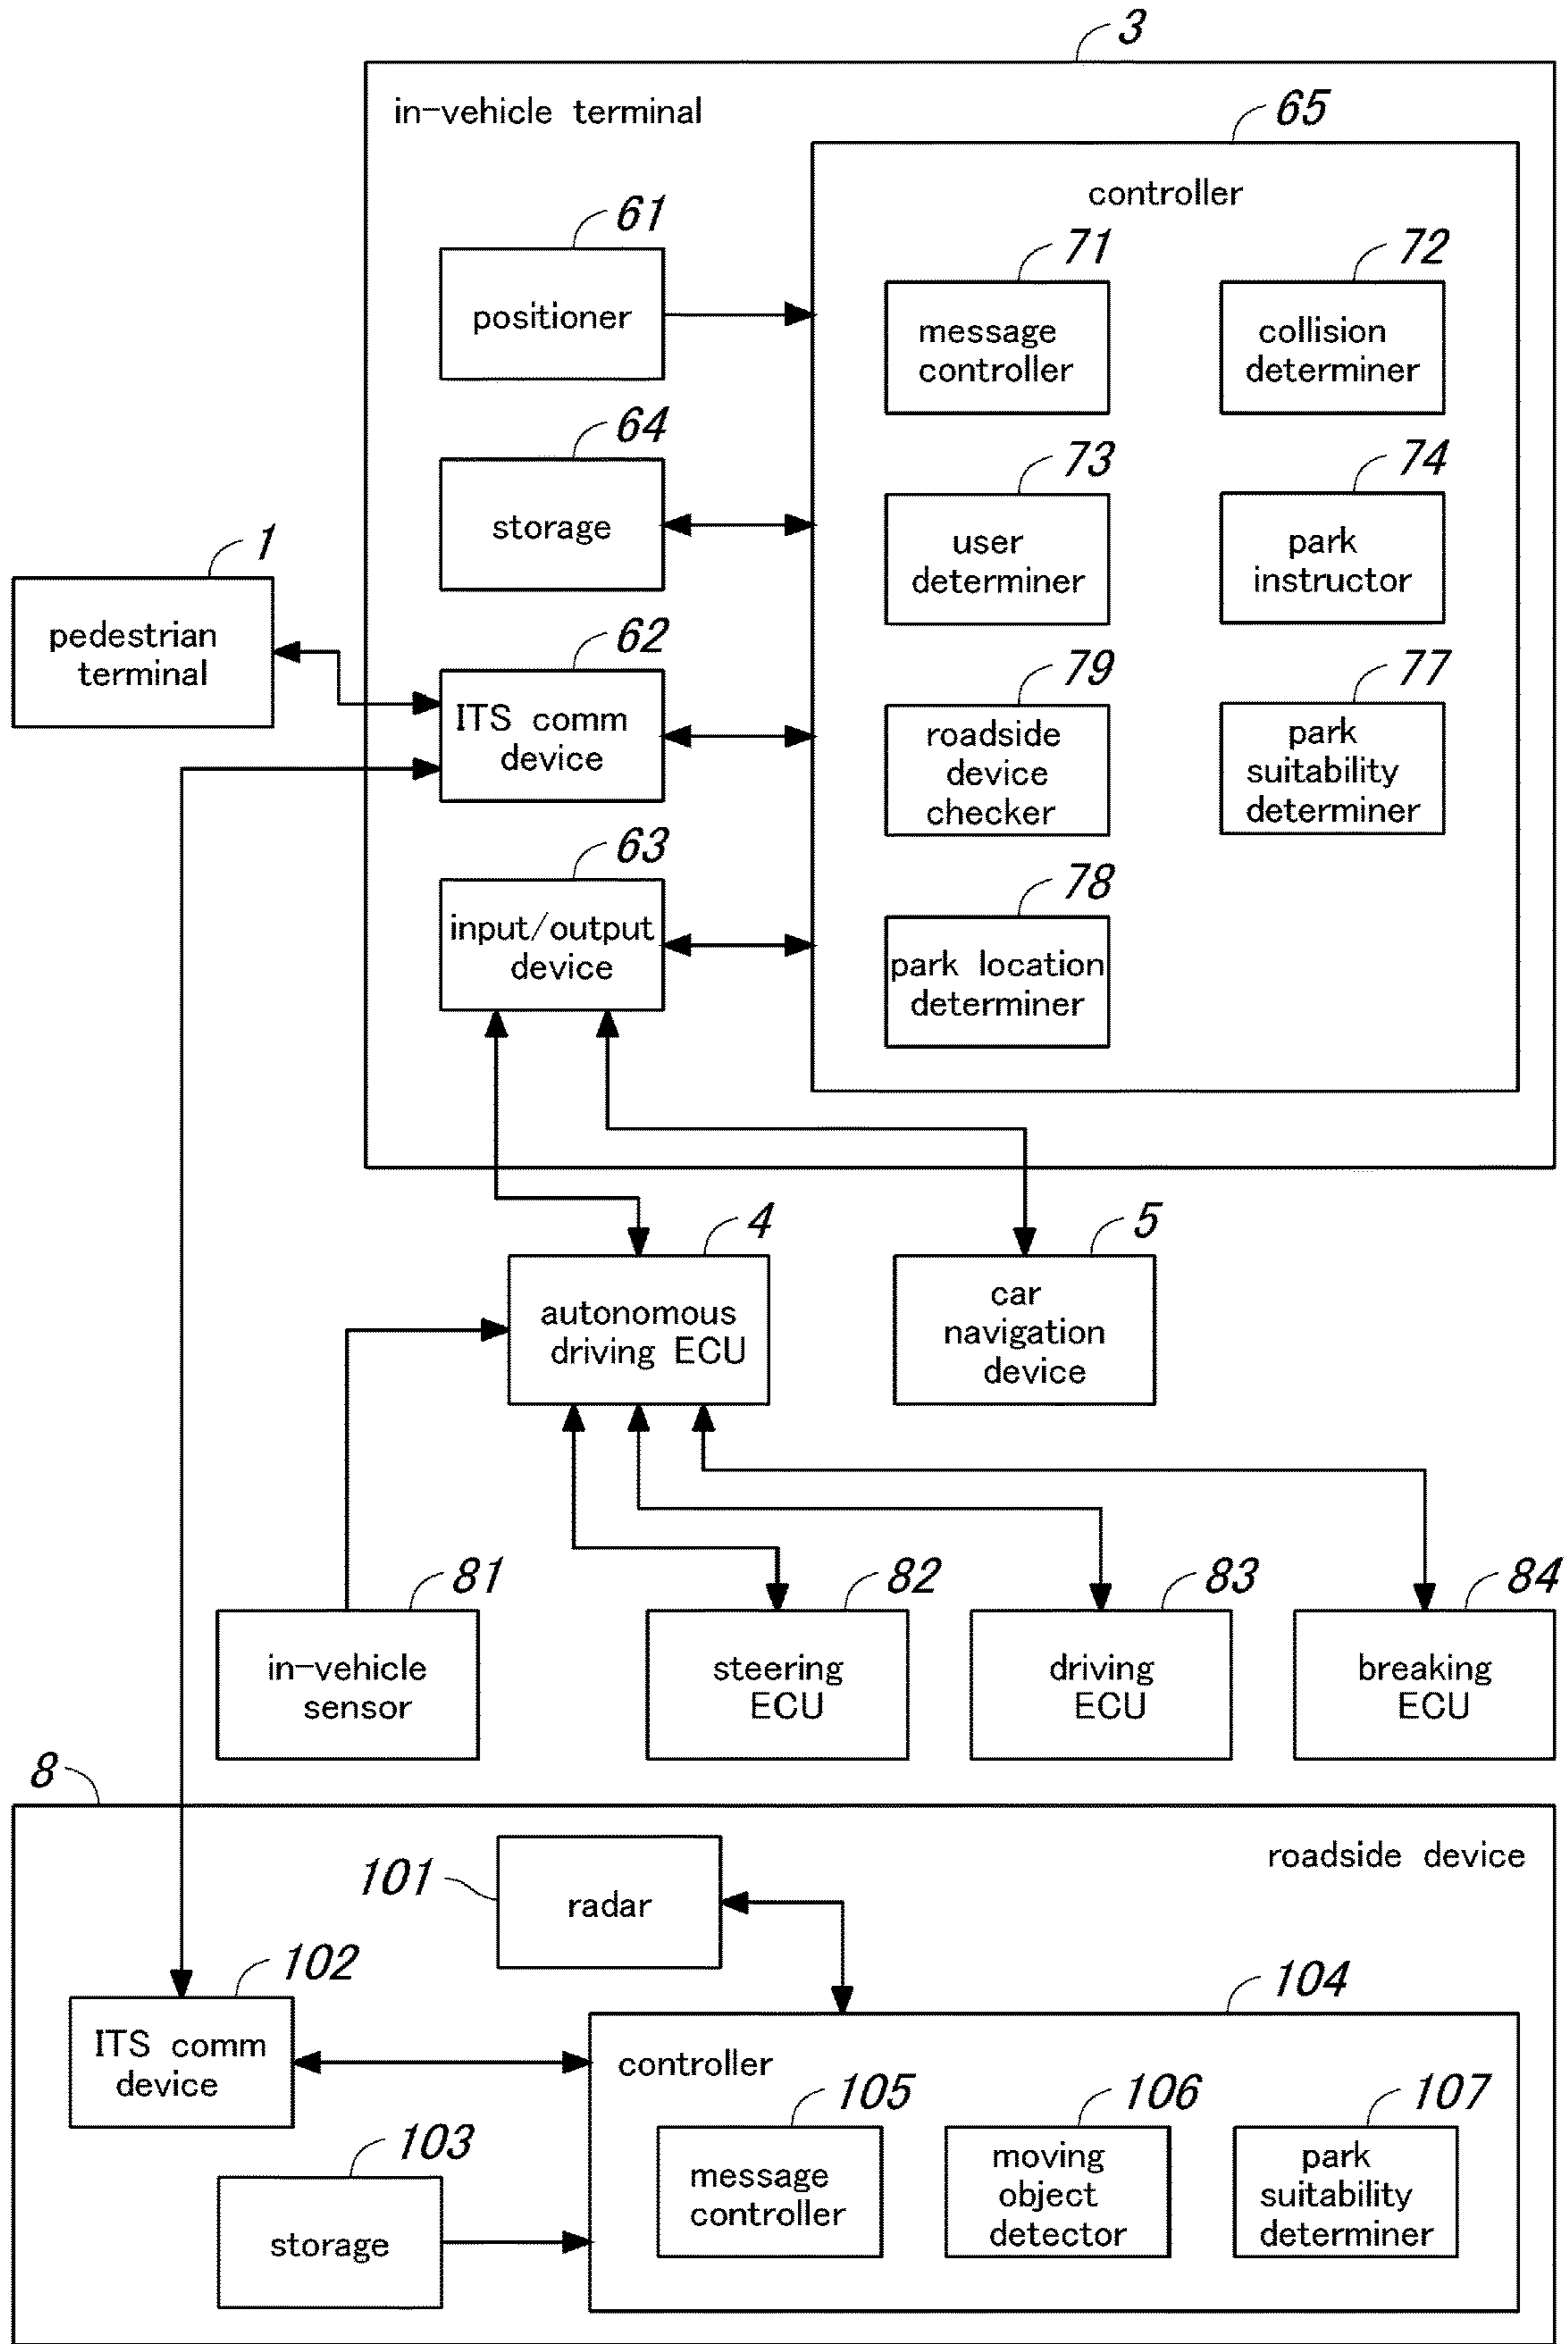 3
in-vehicle terminal
65
controller
61
positioner
71
message
controller
72
collision
determiner
64
storage
73
user
determiner
74
park
instructor
1
pedestrian
terminal
62
ITS comm
device
79
roadside
device
checker
77
park
suitability
determiner
63
input/output
device
78
park location
determiner
4
autonomous
driving ECU
5
car
navigation
device
81
in-vehicle
sensor
82
steering
ECU
83
driving
ECU
84
breaking
ECU
8
roadside device
101
radar
102
ITS comm
device
104
controller
103
storage
105
message
controller
106
moving
object
detector
107
park
suitability
determiner